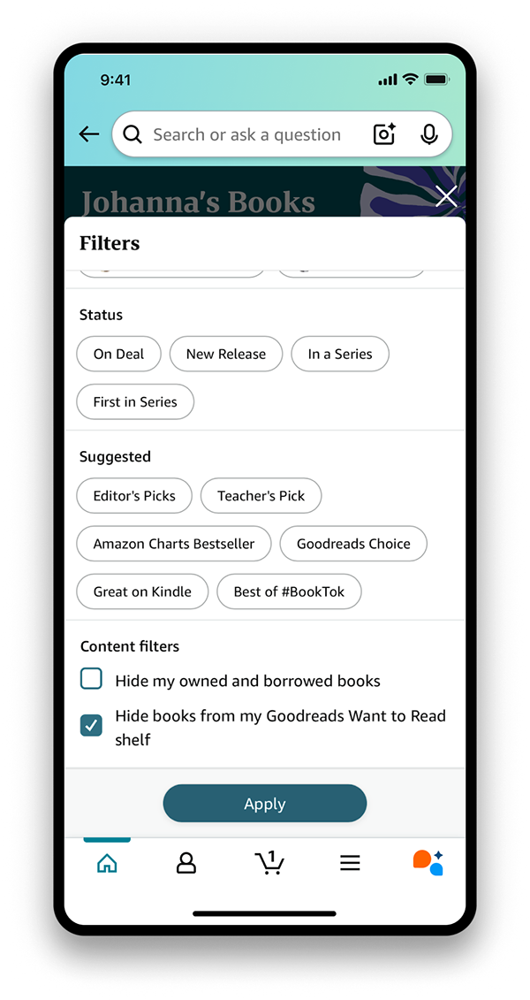 9:41
Search or ask a question
Johanna's Books
Filters
Status
On Deal
New Release
In a Series
First in Series
Suggested
Editor's Picks
Teacher's Pick
Amazon Charts Bestseller
Goodreads Choice
Great on Kindle
Best of #BookTok
Content filters
Hide my owned and borrowed books
Hide books from my Goodreads Want to Read
shelf
Apply
1